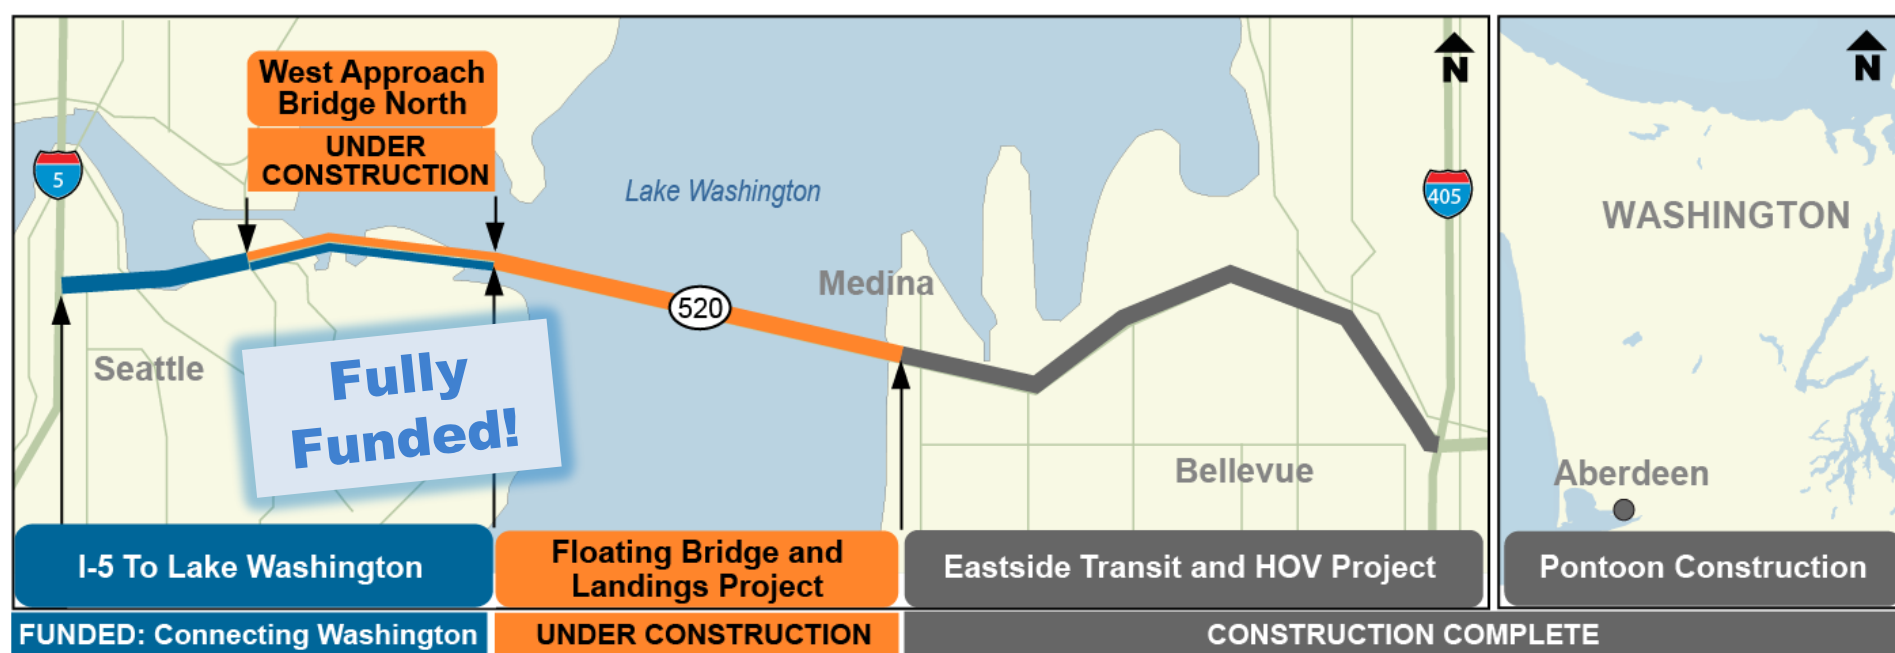 West Approach
Bridge North
UNDER
CONSTRUCTION
N
N
5
Lake Washington
405
WASHINGTON
Medina
520
Seattle
Fully
Funded!
Bellevue
Aberdeen
I-5 To Lake Washington
Floating Bridge and
Landings Project
Eastside Transit and HOV Project
Pontoon Construction
FUNDED: Connecting Washington
UNDER CONSTRUCTION
CONSTRUCTION COMPLETE